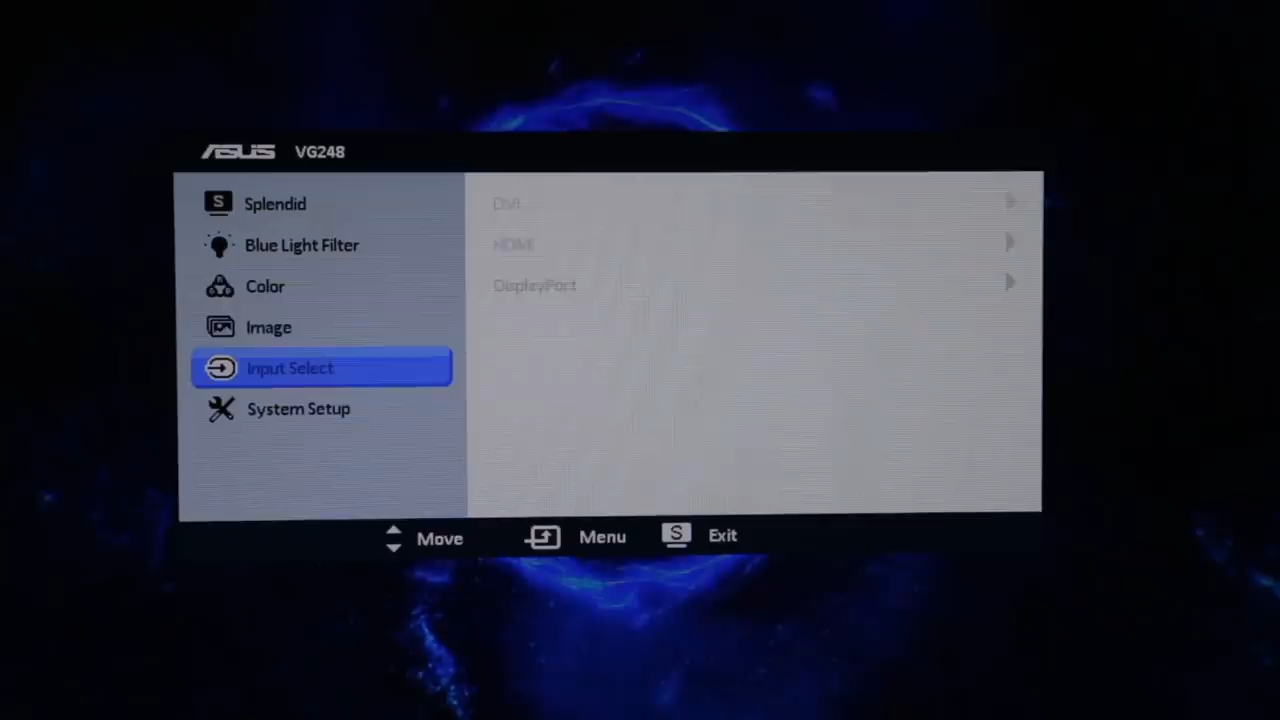 ASUS VG248
Splendid
Blue Light Filter
Color
Image
Input Select
System Setup
DVI
HDMI
DisplayPort
Move Menu S Exit